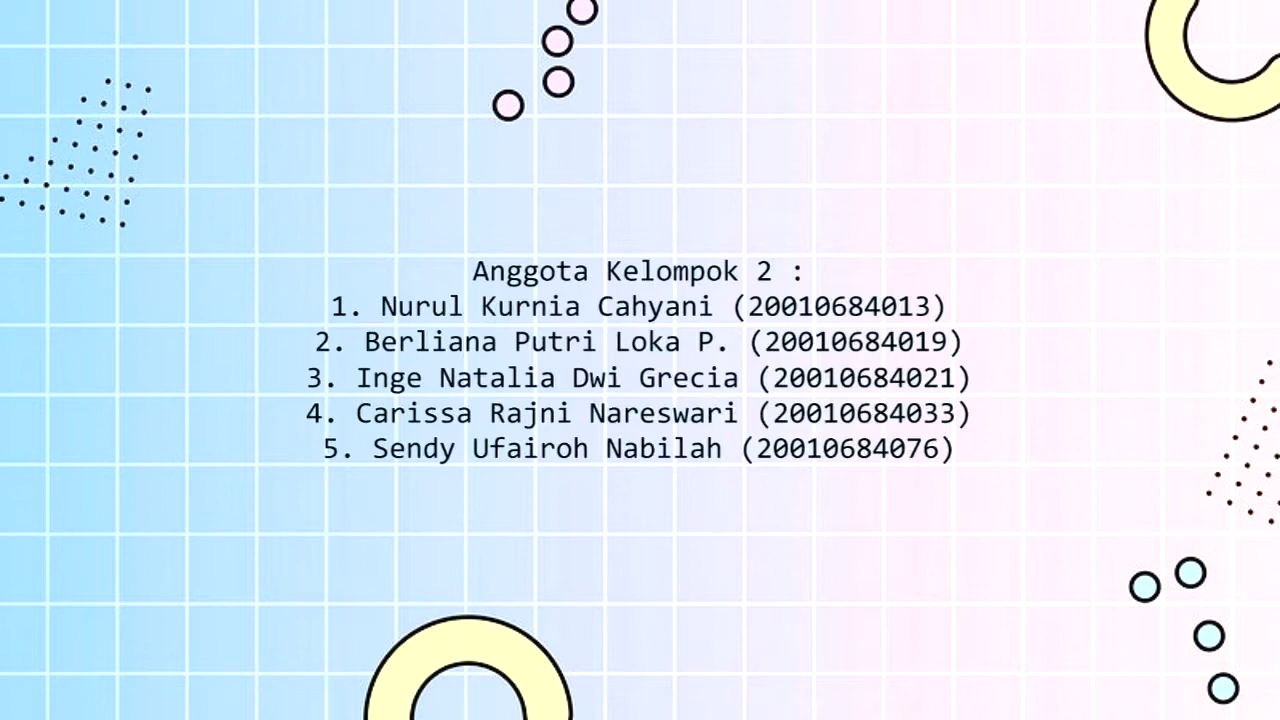 Anggota Kelompok 2 :
1. Nurul Kurnia Cahyani (20010684013)
2. Berliana Putri Loka P. (20010684019)
3. Inge Natalia Dwi Grecia (20010684021)
4. Carissa Rajni Nareswari (20010684033)
5. Sendy Ufairoh Nabilah (20010684076)